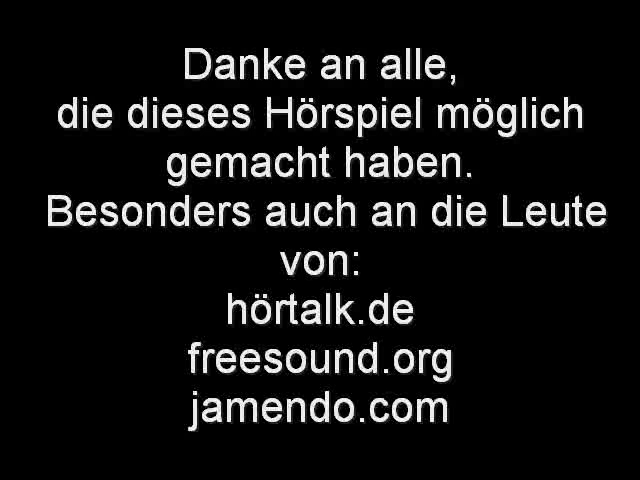 Danke an alle,
die dieses Hörspiel möglich
gemacht haben.
Besonders auch an die Leute
von:
hörtalk.de
freesound.org
jamendo.com